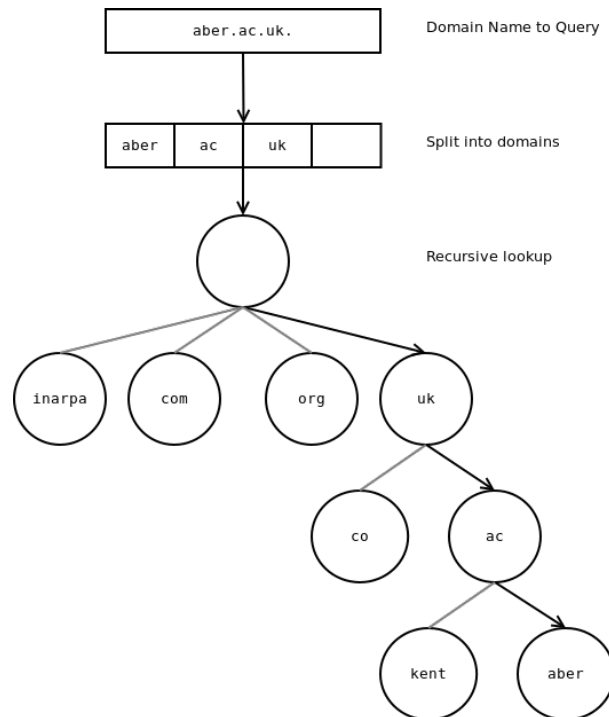 aber.ac.uk.
Domain Name to Query
aber ac uk
Split into domains
Recursive lookup
inarpa com org uk
co ac
kent aber